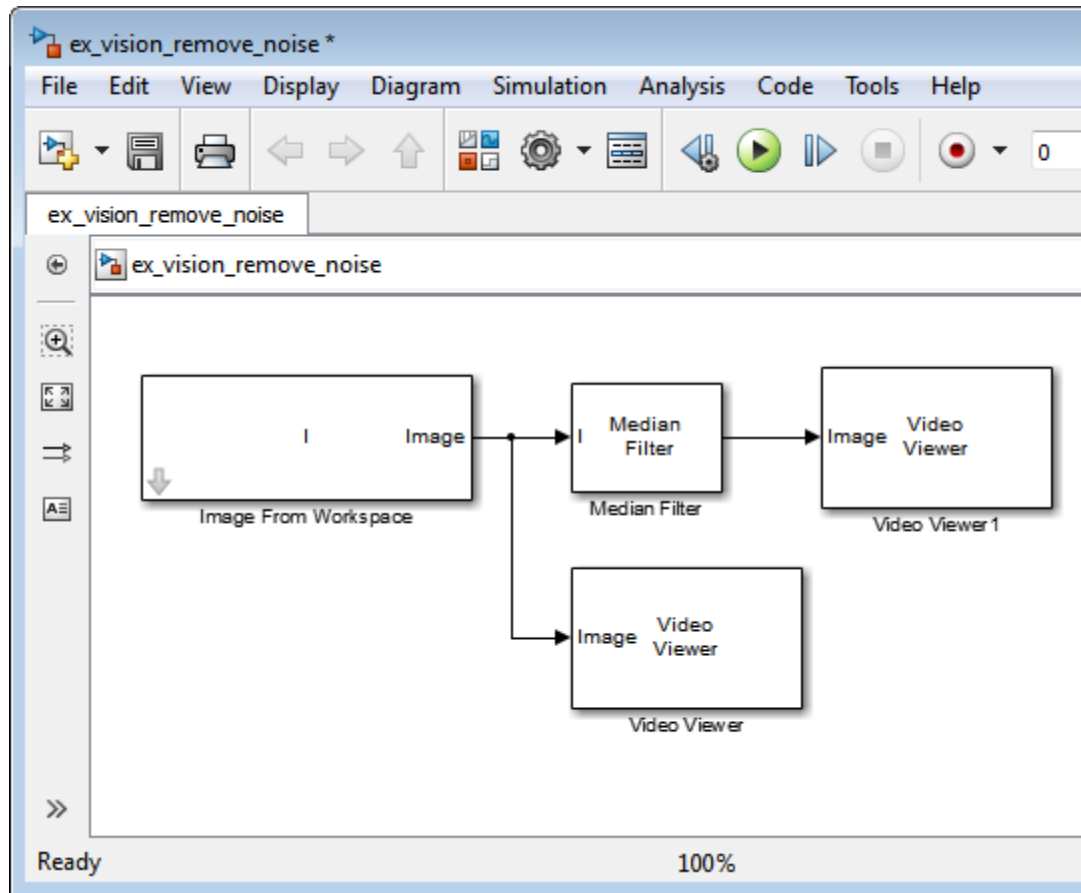 ex_vision_remove_noise *
File Edit View Display Diagram Simulation Analysis Code Tools Help
0
ex_vision_remove_noise
ex_vision_remove_noise
I Image
Image From Workspace
I Median
Filter
Median Filter
Image Video
Viewer
Video Viewer1
Image Video
Viewer
Video Viewer
Ready 100%